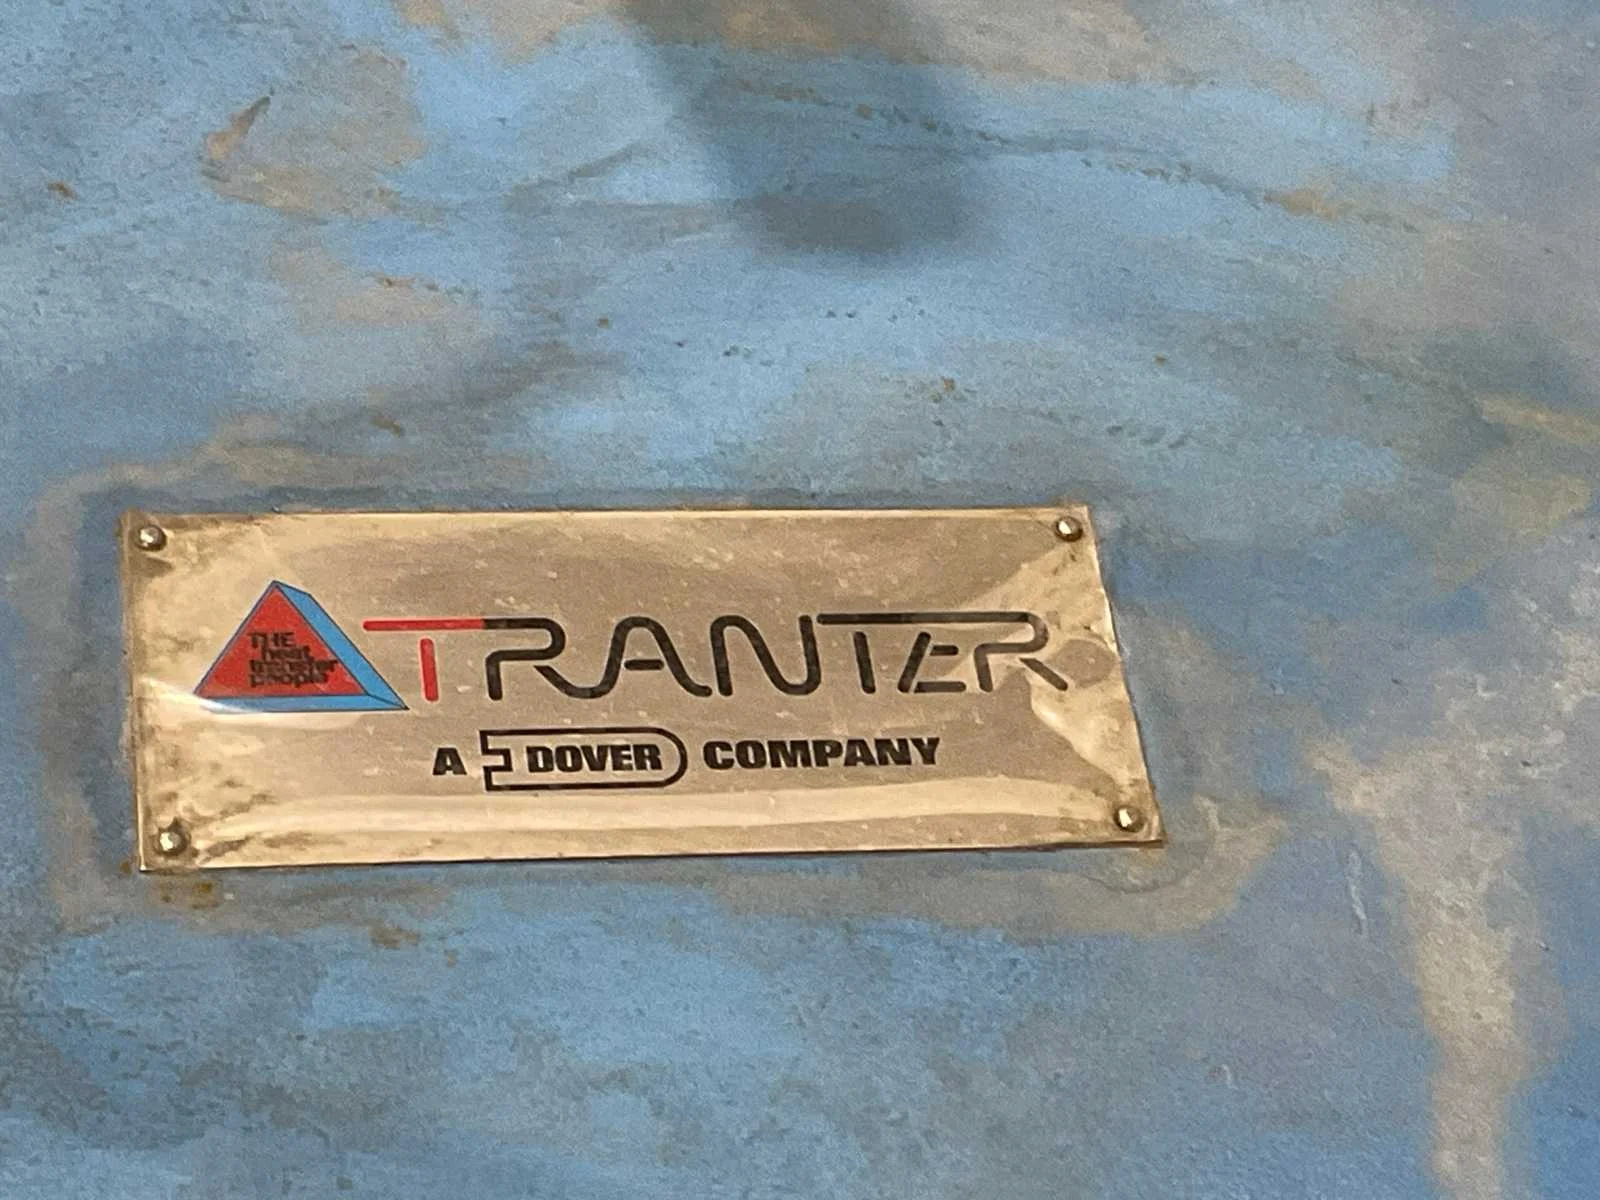 THE
heat
transfer
people
TRANTER
A DOVER COMPANY